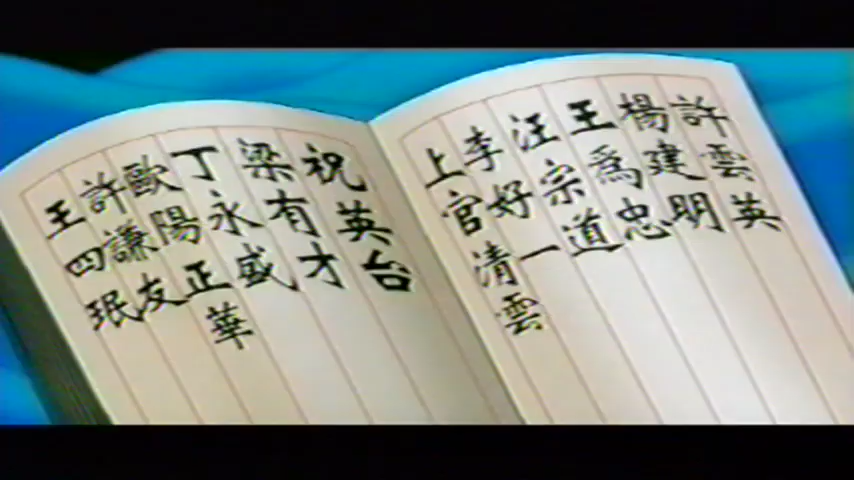 許雲英
楊建明
王爲忠
汪宗道
李好一
上官清雲
祝英台
梁有才
丁永盛
歐陽正華
許謙友
王四珉